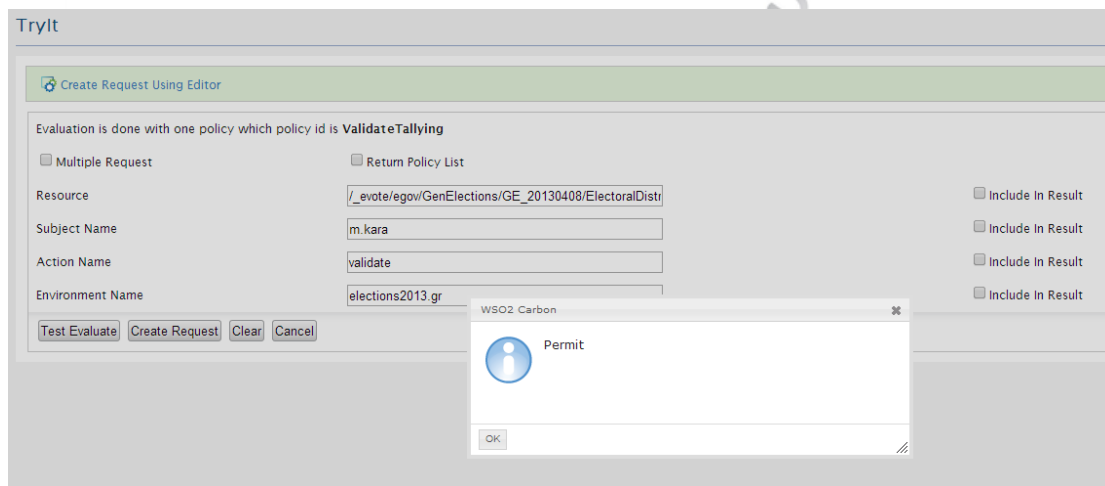 TryIt
Create Request Using Editor
Evaluation is done with one policy which policy id is ValidateTallying
Multiple Request Return Policy List
Resource /_evote/egov/GenElections/GE_20130408/ElectoralDistr Include In Result
Subject Name m.kara Include In Result
Action Name validate Include In Result
Environment Name elections2013.gr Include In Result
Test Evaluate Create Request Clear Cancel
WSO2 Carbon
Permit
OK